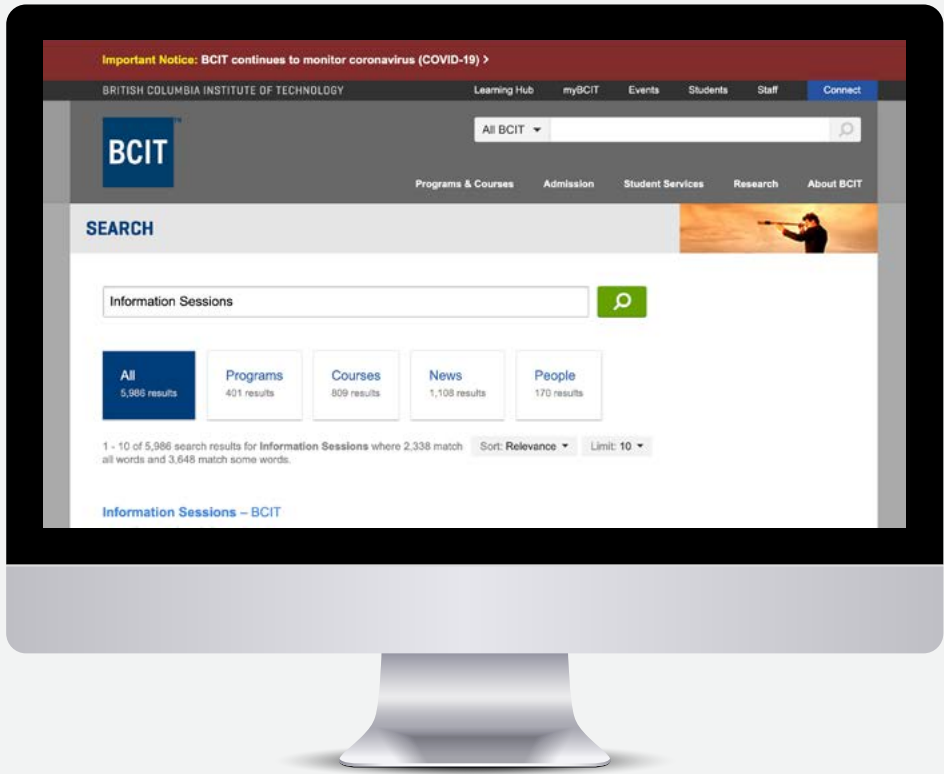 Important Notice: BCIT continues to monitor coronavirus (COVID-19) >
BRITISH COLUMBIA INSTITUTE OF TECHNOLOGY Learning Hub myBCIT Events Students Staff Connect
BCIT
All BCIT
Programs & Courses Admission Student Services Research About BCIT
SEARCH
Information Sessions
All Programs Courses News People
5,986 results 401 results 809 results 1,108 results 170 results
1 - 10 of 5,986 search results for Information Sessions where 2,338 match Sort: Relevance Limit: 10
all words and 3,648 match some words.
Information Sessions – BCIT